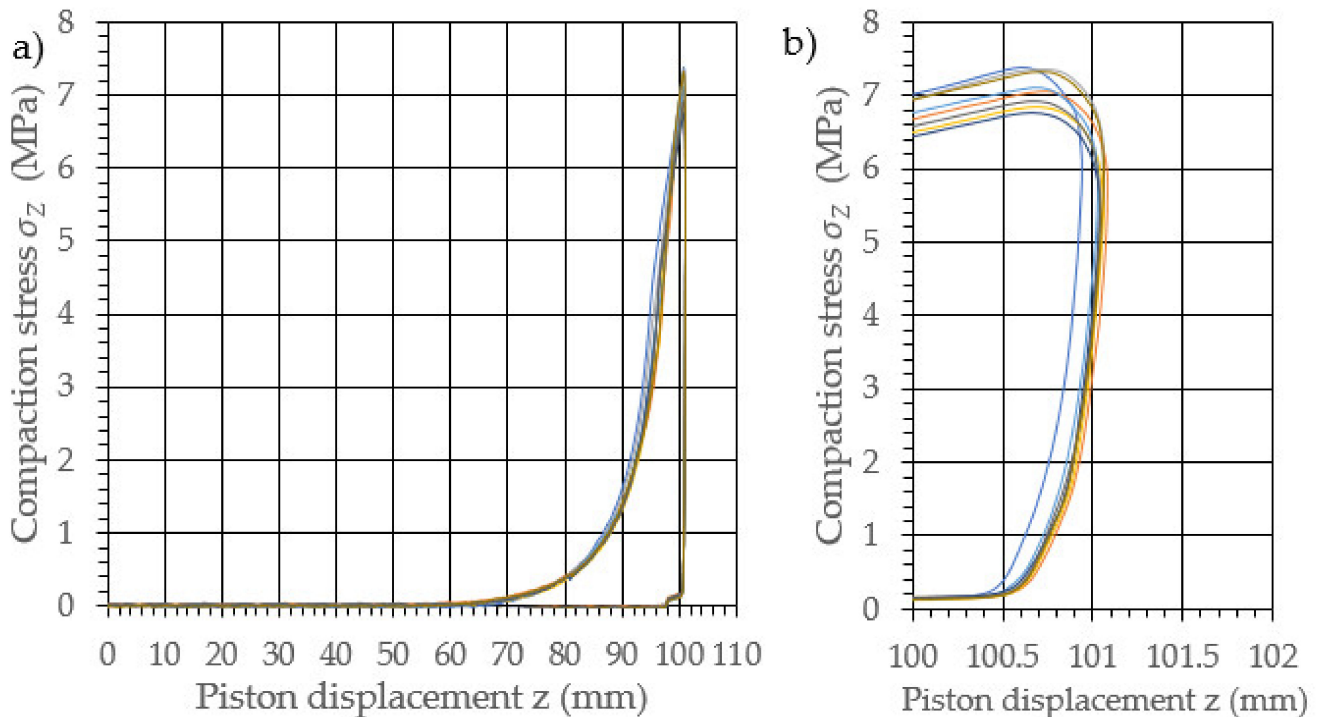 a)
Compaction stress σZ (MPa)
8
7
6
5
4
3
2
1
0
0 10 20 30 40 50 60 70 80 90 100 110
Piston displacement z (mm)
b)
Compaction stress σZ (MPa)
8
7
6
5
4
3
2
1
0
100 100.5 101 101.5 102
Piston displacement z (mm)